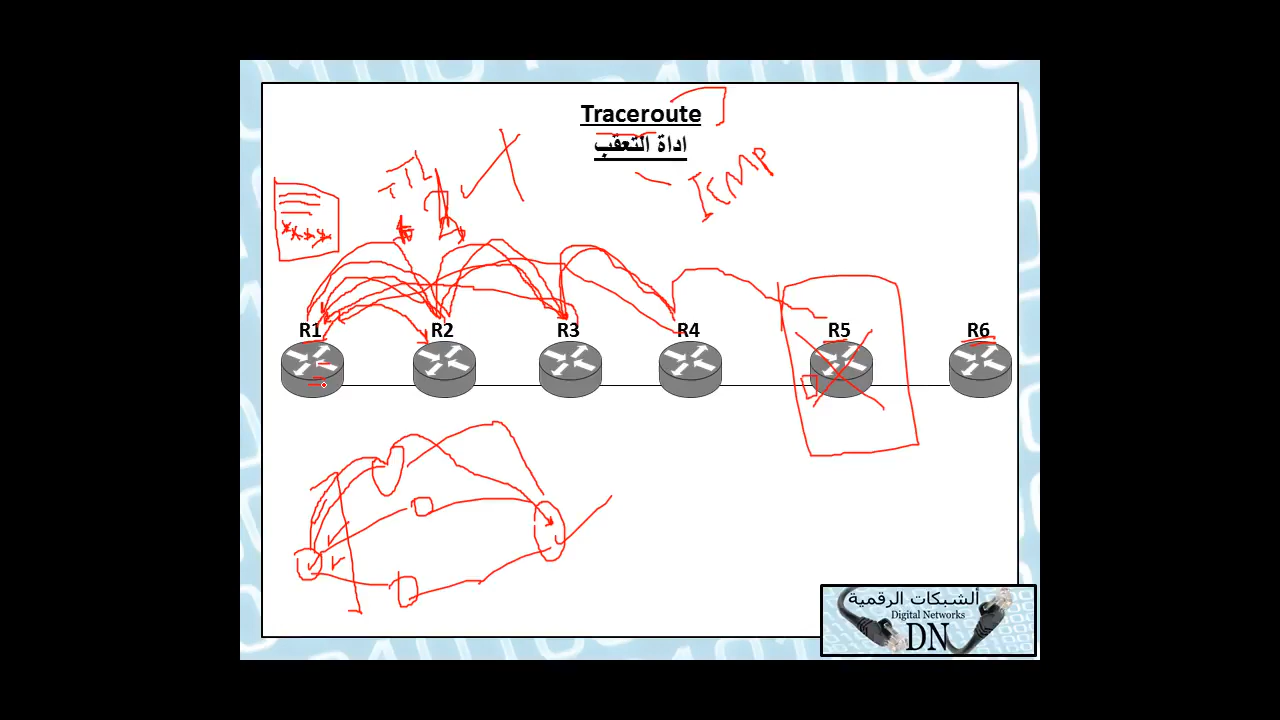 Traceroute
اداة التعقب
ICMP
TTL
****
R1 R2 R3 R4 R5 R6
ألشبكات الرقمية
Digital Networks
DN